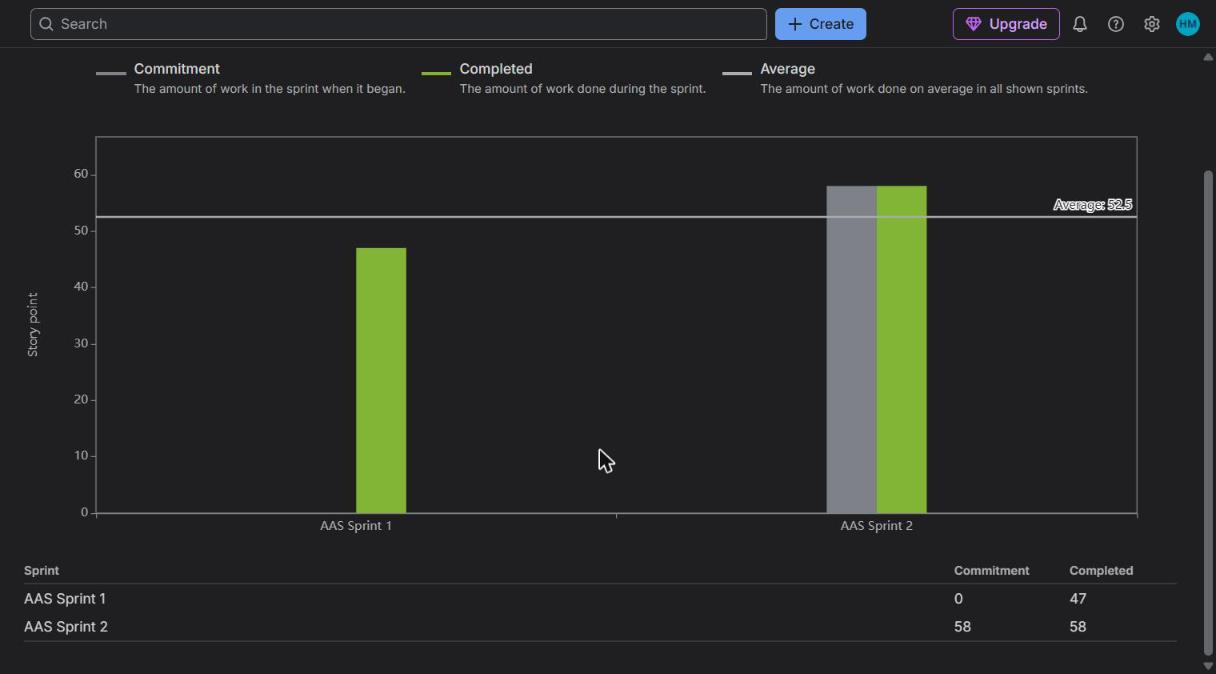 Search
+ Create
Upgrade
HM
Commitment
The amount of work in the sprint when it began.
Completed
The amount of work done during the sprint.
Average
The amount of work done on average in all shown sprints.
Story point
60
50
40
30
20
10
0
Average: 52.5
AAS Sprint 1
AAS Sprint 2
Sprint Commitment Completed
AAS Sprint 1 0 47
AAS Sprint 2 58 58